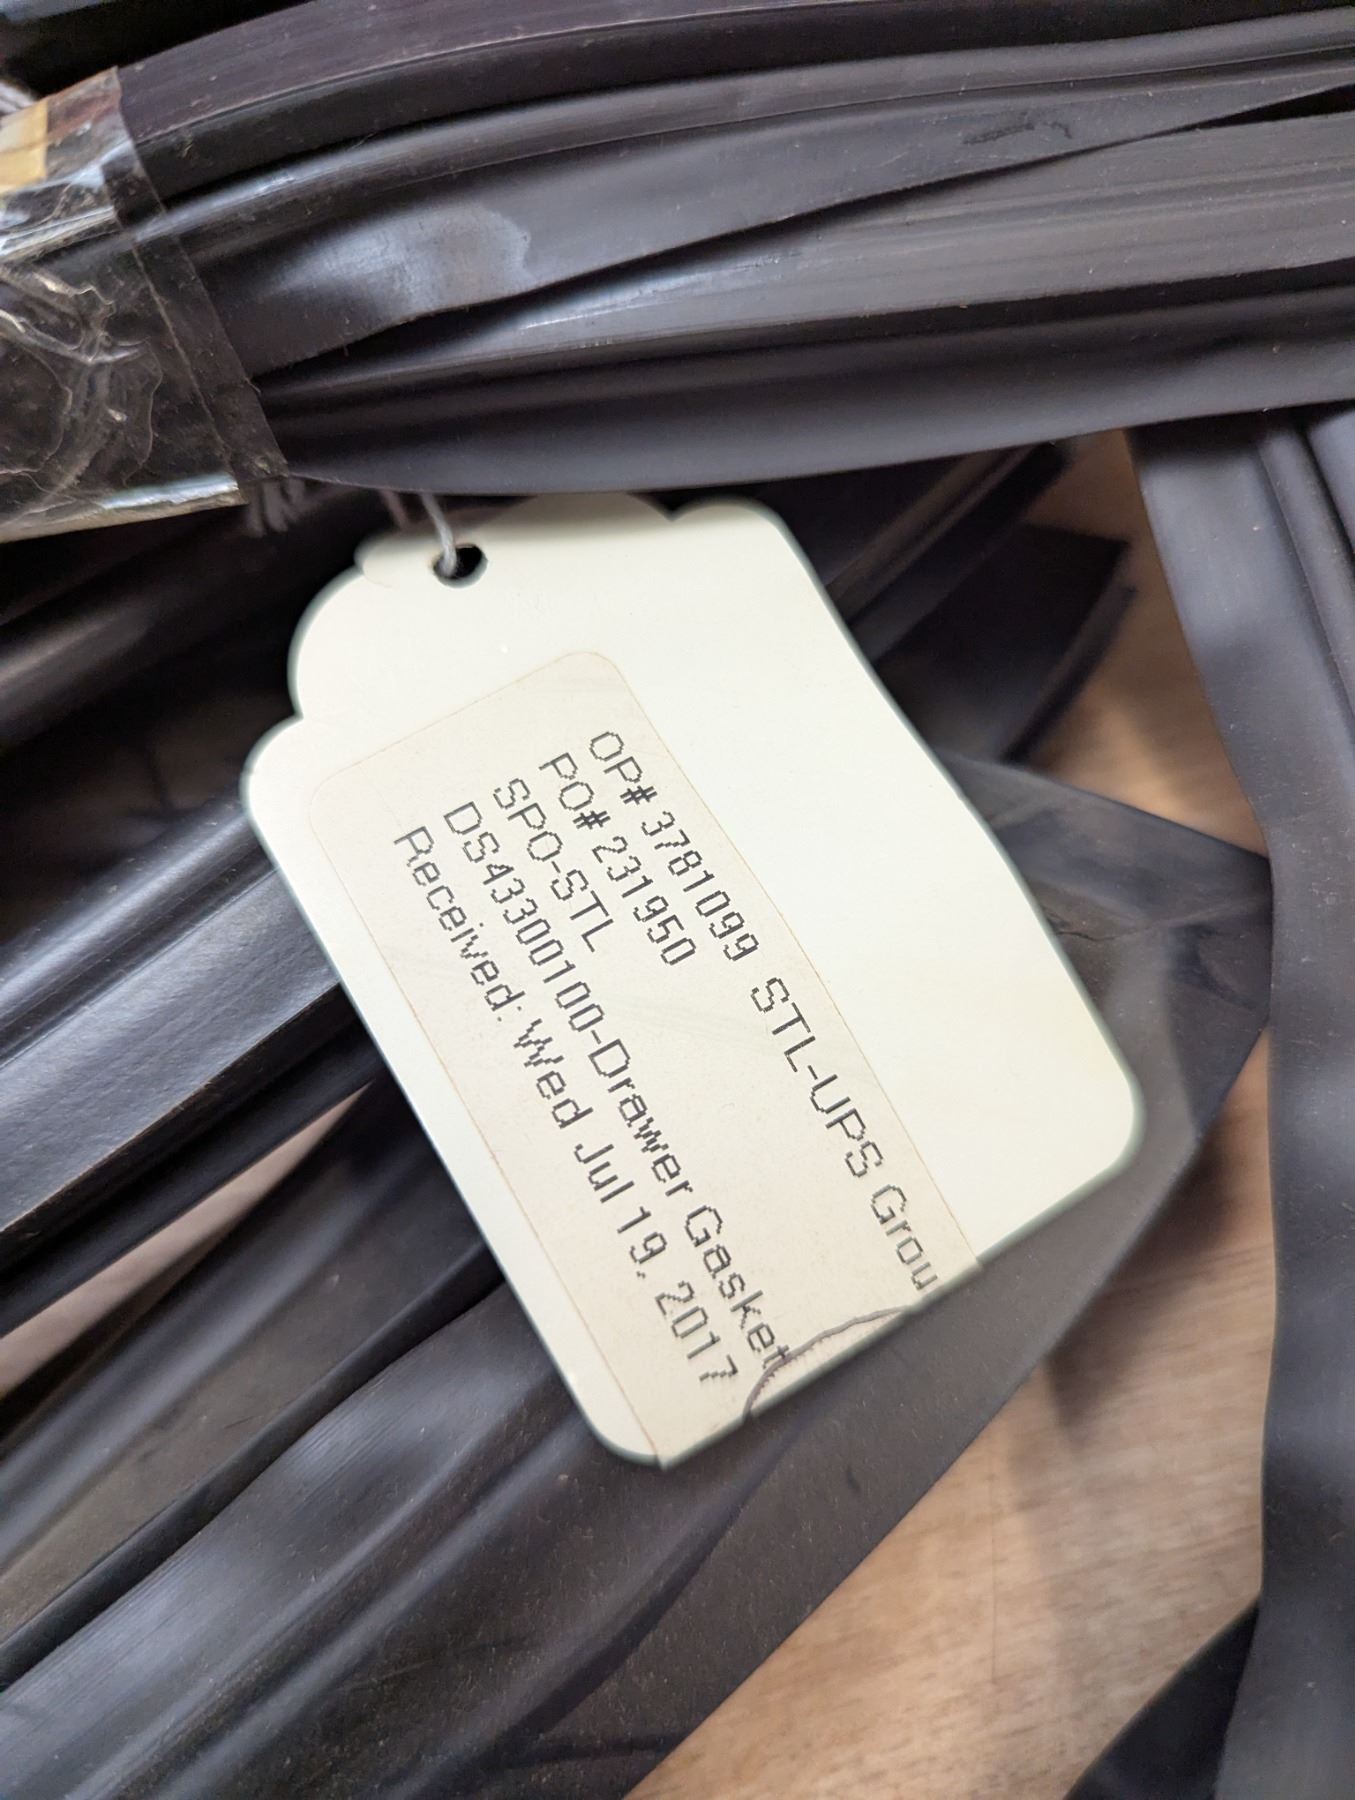 OP# 3781099 STL-UPS Grou
PO# 231950
SPO-STL
DS43300100-Drawer Gasket
Received: Wed Jul 19, 2017